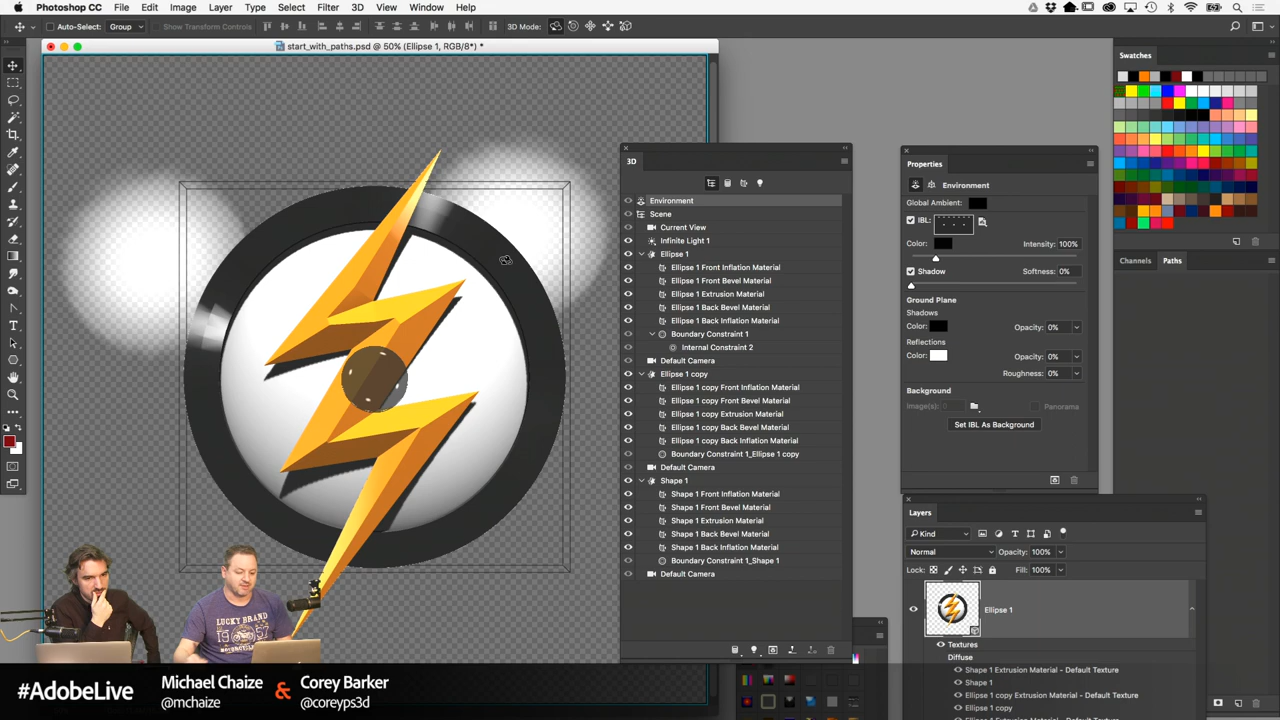 Photoshop CC File Edit Image Layer Type Select Filter 3D View Window Help
Auto-Select: Group Show Transform Controls 3D Mode:
start_with_paths.psd @ 50% (Ellipse 1, RGB/8*) *
3D
Environment
Scene
Current View
Infinite Light 1
Ellipse 1
Ellipse 1 Front Inflation Material
Ellipse 1 Front Bevel Material
Ellipse 1 Extrusion Material
Ellipse 1 Back Bevel Material
Ellipse 1 Back Inflation Material
Boundary Constraint 1
Internal Constraint 2
Default Camera
Ellipse 1 copy
Ellipse 1 copy Front Inflation Material
Ellipse 1 copy Front Bevel Material
Ellipse 1 copy Extrusion Material
Ellipse 1 copy Back Bevel Material
Ellipse 1 copy Back Inflation Material
Boundary Constraint 1_Ellipse 1 copy
Default Camera
Shape 1
Shape 1 Front Inflation Material
Shape 1 Front Bevel Material
Shape 1 Extrusion Material
Shape 1 Back Bevel Material
Shape 1 Back Inflation Material
Boundary Constraint 1_Shape 1
Default Camera
Properties
Environment
Global Ambient:
IBL:
Color: Intensity: 100%
Shadow Softness: 0%
Ground Plane
Shadows
Color: Opacity: 0%
Reflections
Color: Opacity: 0%
Roughness: 0%
Background
Image(s): 0 Panorama
Set IBL As Background
Swatches
Channels Paths
Layers
Kind
Normal Opacity: 100%
Lock: Fill: 100%
Ellipse 1
Textures
Diffuse
Shape 1 Extrusion Material - Default Texture
Shape 1
Ellipse 1 copy Extrusion Material - Default Texture
Ellipse 1 copy
LUCKY BRAND
#AdobeLive
Michael Chaize & Corey Barker
@mchaize @coreyps3d